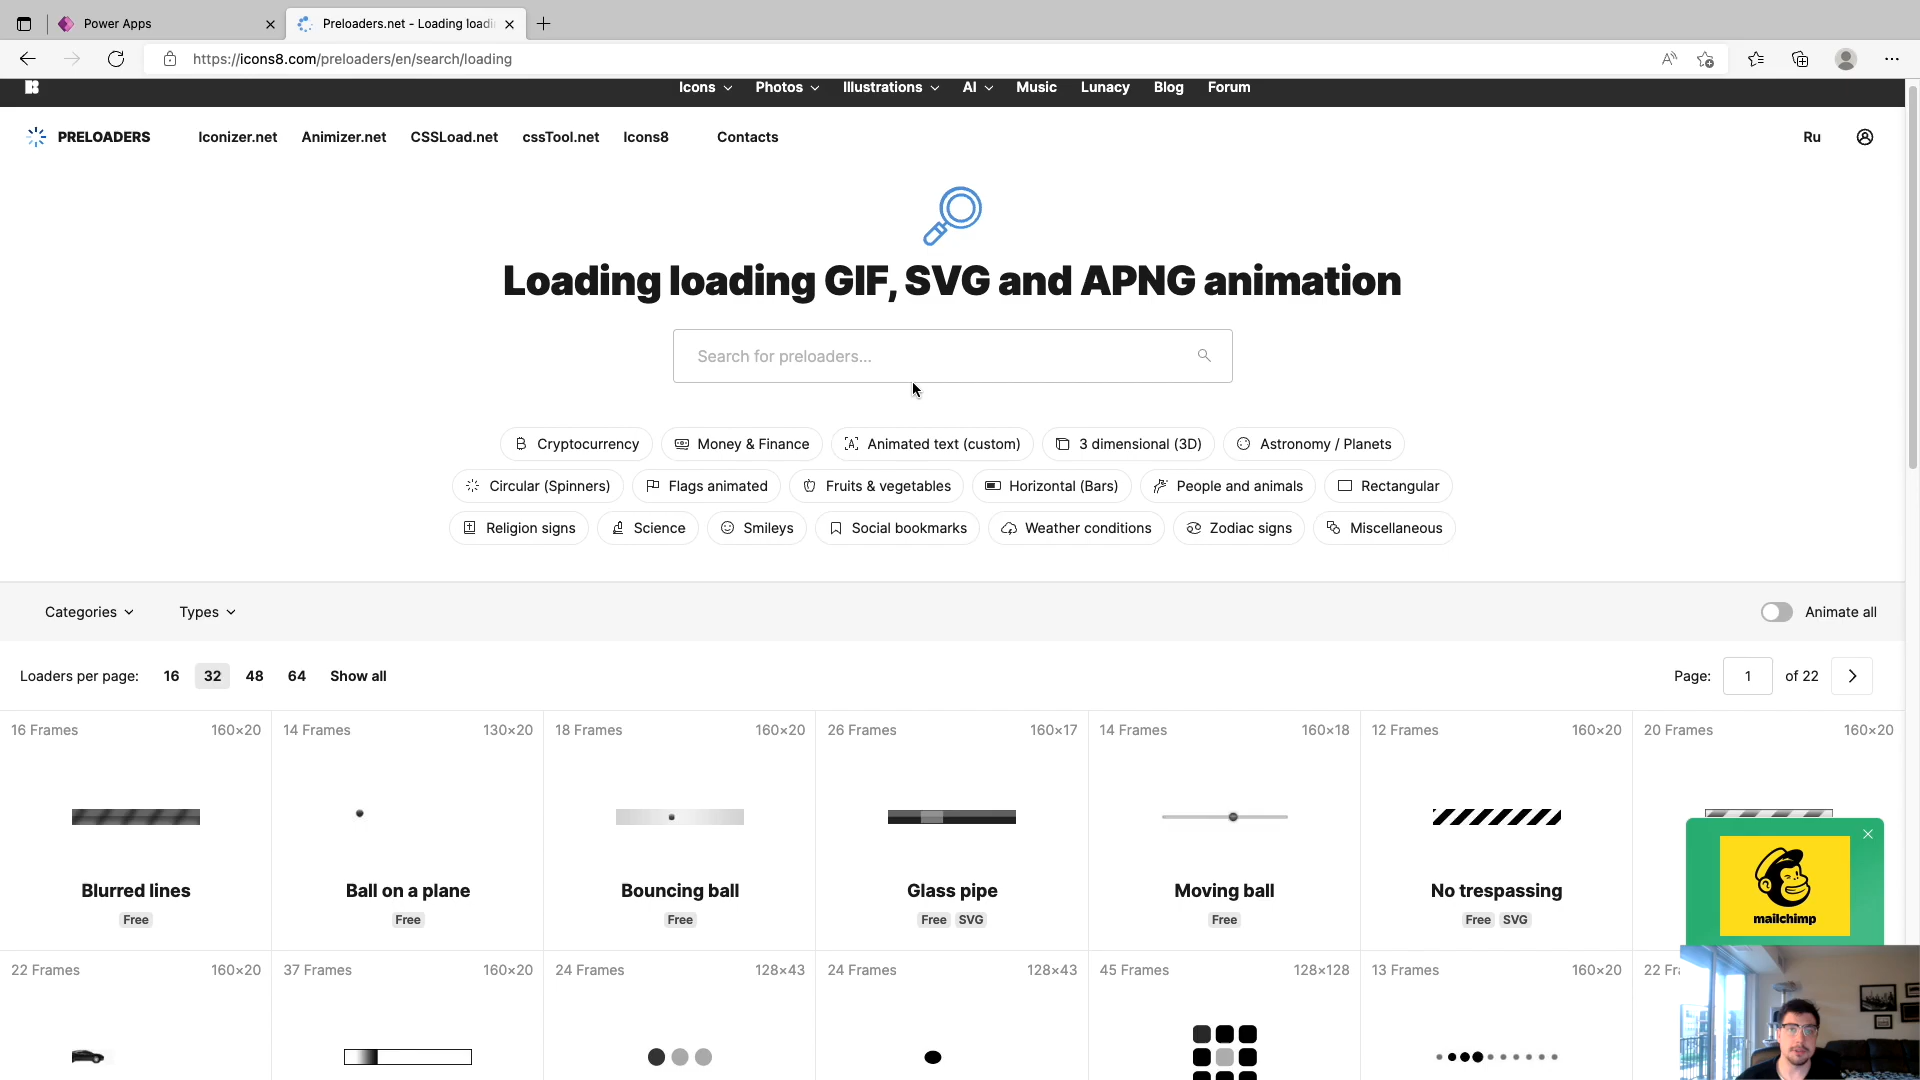 Power Apps
Preloaders.net - Loading loadi
https://icons8.com/preloaders/en/search/loading
Icons Photos Illustrations AI Music Lunacy Blog Forum
PRELOADERS Iconizer.net Animizer.net CSSLoad.net cssTool.net Icons8 Contacts Ru
Loading loading GIF, SVG and APNG animation
Search for preloaders...
Cryptocurrency Money & Finance Animated text (custom) 3 dimensional (3D) Astronomy / Planets
Circular (Spinners) Flags animated Fruits & vegetables Horizontal (Bars) People and animals Rectangular
Religion signs Science Smileys Social bookmarks Weather conditions Zodiac signs Miscellaneous
Categories Types Animate all
Loaders per page: 16 32 48 64 Show all Page: 1 of 22
16 Frames 160×20 14 Frames 130×20 18 Frames 160×20 26 Frames 160×17 14 Frames 160×18 12 Frames 160×20 20 Frames 160×20
Blurred lines Ball on a plane Bouncing ball Glass pipe Moving ball No trespassing
mailchimp
Free Free Free Free SVG Free Free SVG
22 Frames 160×20 37 Frames 160×20 24 Frames 128×43 24 Frames 128×43 45 Frames 128×128 13 Frames 160×20 22 Fr